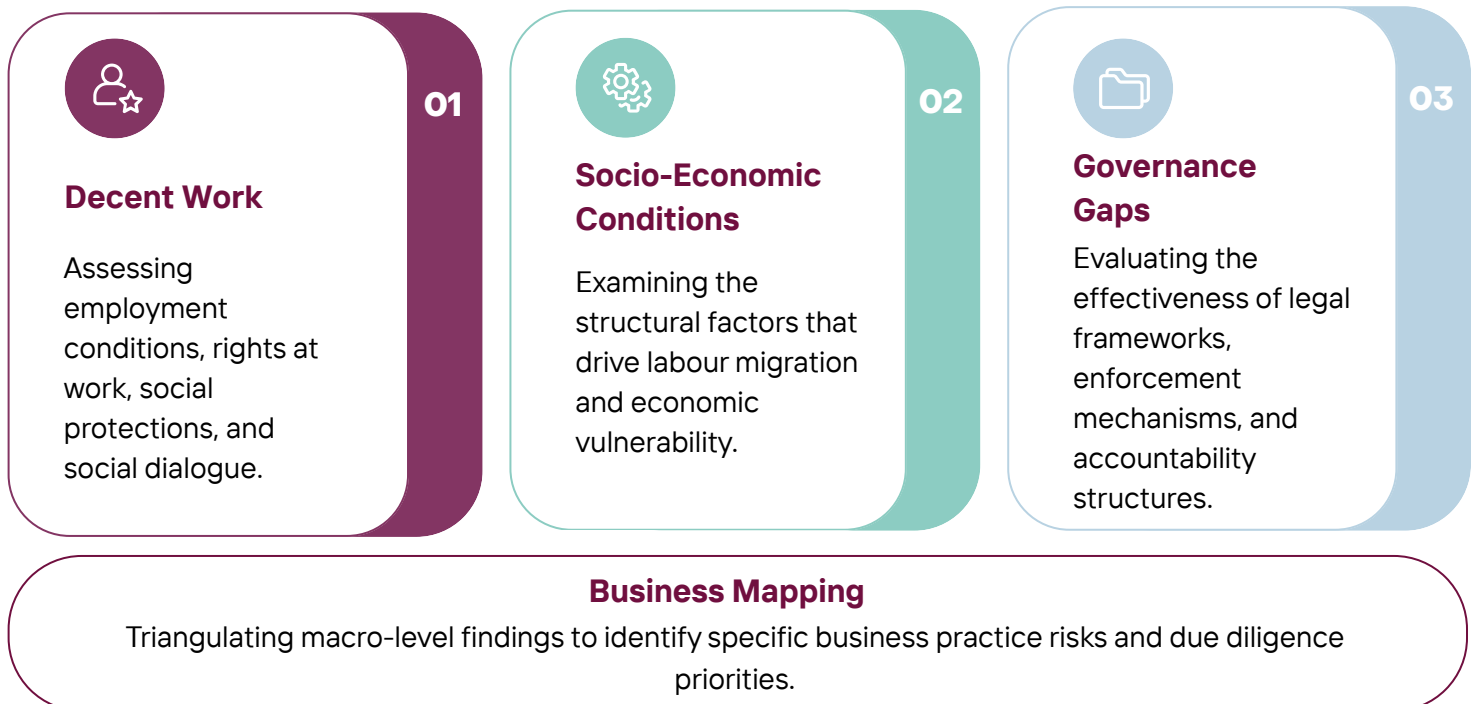 01
Decent Work
Assessing
employment
conditions, rights at
work, social
protections, and
social dialogue.
02
Socio-Economic
Conditions
Examining the
structural factors that
drive labour migration
and economic
vulnerability.
03
Governance
Gaps
Evaluating the
effectiveness of legal
frameworks,
enforcement
mechanisms, and
accountability
structures.
Business Mapping
Triangulating macro-level findings to identify specific business practice risks and due diligence
priorities.